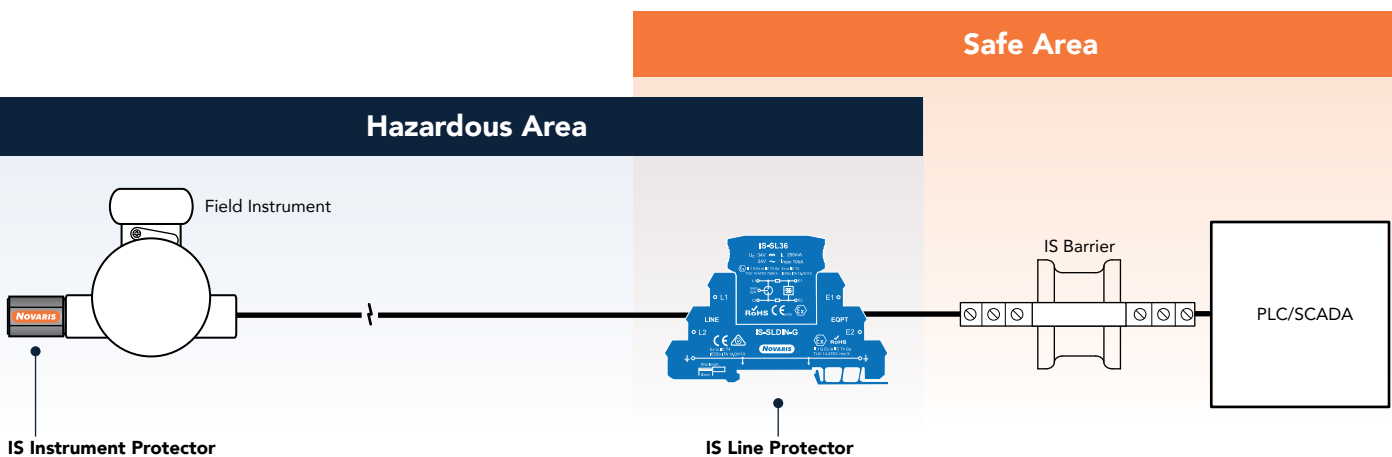 Safe Area
Hazardous Area
Field Instrument
IS Barrier
PLC/SCADA
NOVARIS
IS-SL36
L1
E1
LINE
EQPT
L2
E2
IS-SLDIN-G
RoHS
NOVARIS
RoHS
IS Instrument Protector
IS Line Protector